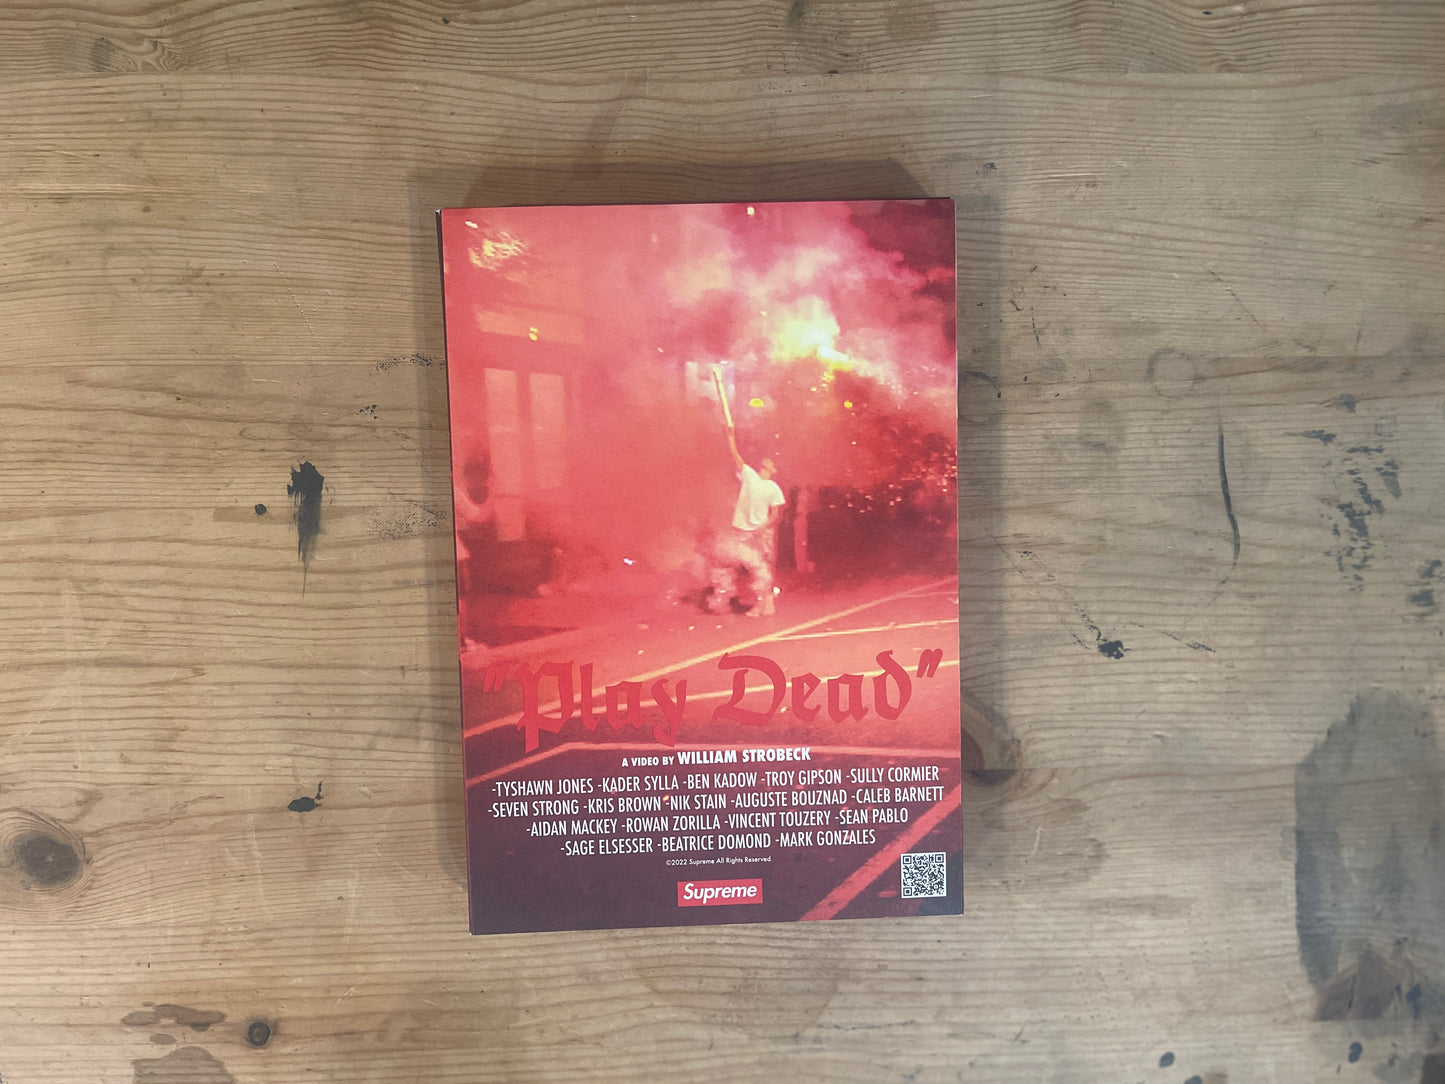 "Play Dead"
A VIDEO BY WILLIAM STROBECK
-TYSHAWN JONES -KADER SYLLA -BEN KADOW -TROY GIPSON -SULLY CORMIER
-SEVEN STRONG -KRIS BROWN -NIK STAIN -AUGUSTE BOUZNAD -CALEB BARNETT
-AIDAN MACKEY -ROWAN ZORILLA -VINCENT TOUZERY -SEAN PABLO
-SAGE ELSESSER -BEATRICE DOMOND -MARK GONZALES
©2022 Supreme All Rights Reserved.
Supreme